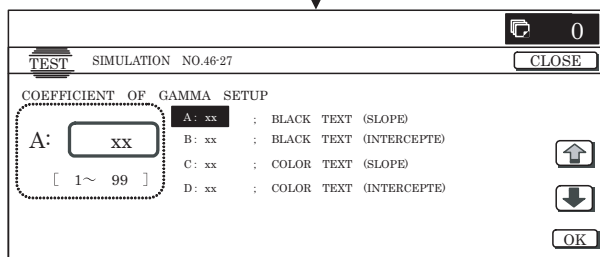 0
TEST SIMULATION NO.46-27 CLOSE
COEFFICIENT OF GAMMA SETUP
A: xx ; BLACK TEXT (SLOPE)
B: xx ; BLACK TEXT (INTERCEPTE)
C: xx ; COLOR TEXT (SLOPE)
D: xx ; COLOR TEXT (INTERCEPTE)
A: xx
[ 1～ 99 ]
OK